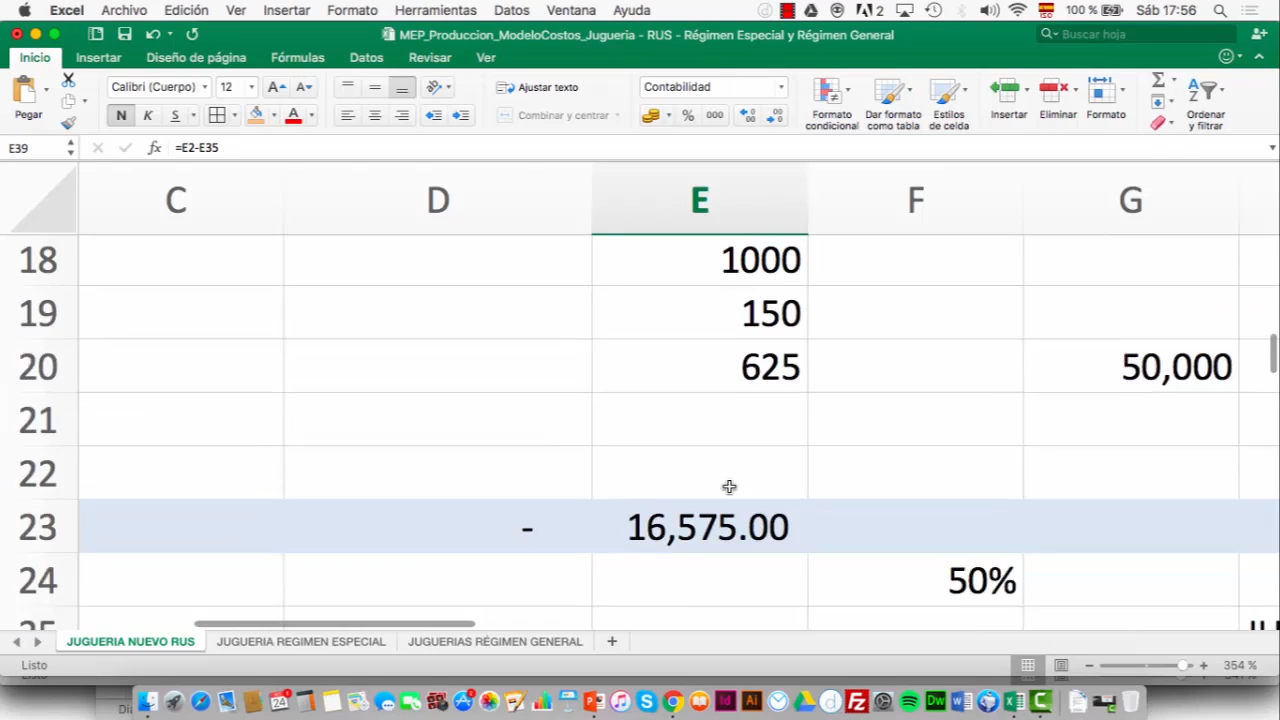 Excel Archivo Edición Ver Insertar Formato Herramientas Datos Ventana Ayuda 2 100 % Sáb 17:56
MEP_Produccion_ModeloCostos_Jugueria - RUS - Régimen Especial y Régimen General
Buscar hoja
Inicio Insertar Diseño de página Fórmulas Datos Revisar Ver
Pegar
Calibri (Cuerpo) 12 A A
N K S A
Ajustar texto
Combinar y centrar
Contabilidad
% 000
Formato condicional
Dar formato como tabla
Estilos de celda
Insertar
Eliminar
Formato
Ordenar y filtrar
E39 fx =E2-E35
C D E F G
18 1000
19 150
20 625 50,000
21
22
23 - 16,575.00
24 50%
JUGUERIA NUEVO RUS JUGUERIA REGIMEN ESPECIAL JUGUERIAS RÉGIMEN GENERAL +
Listo 354 %